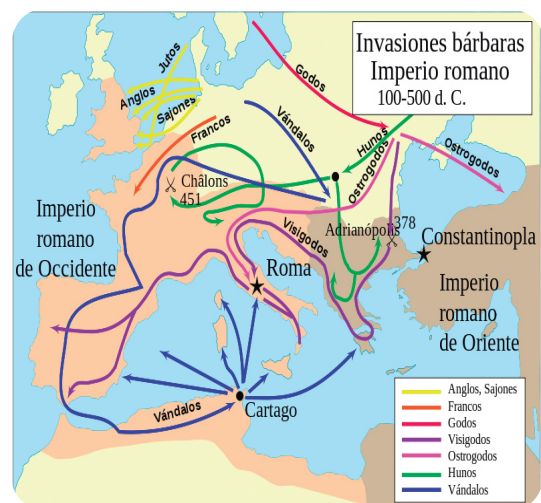 Invasiones bárbaras
Imperio romano
100-500 d. C.
Jutos
Anglos
Sajones
Godos
Vándalos
Francos
Hunos
Ostrogodos
Ostrogodos
Châlons
451
Imperio
romano
de Occidente
Visigodos
Adrianópolis
378
Constantinopla
Roma
Imperio
romano
de Oriente
Vándalos
Cartago
Anglos, Sajones
Francos
Godos
Visigodos
Ostrogodos
Hunos
Vándalos